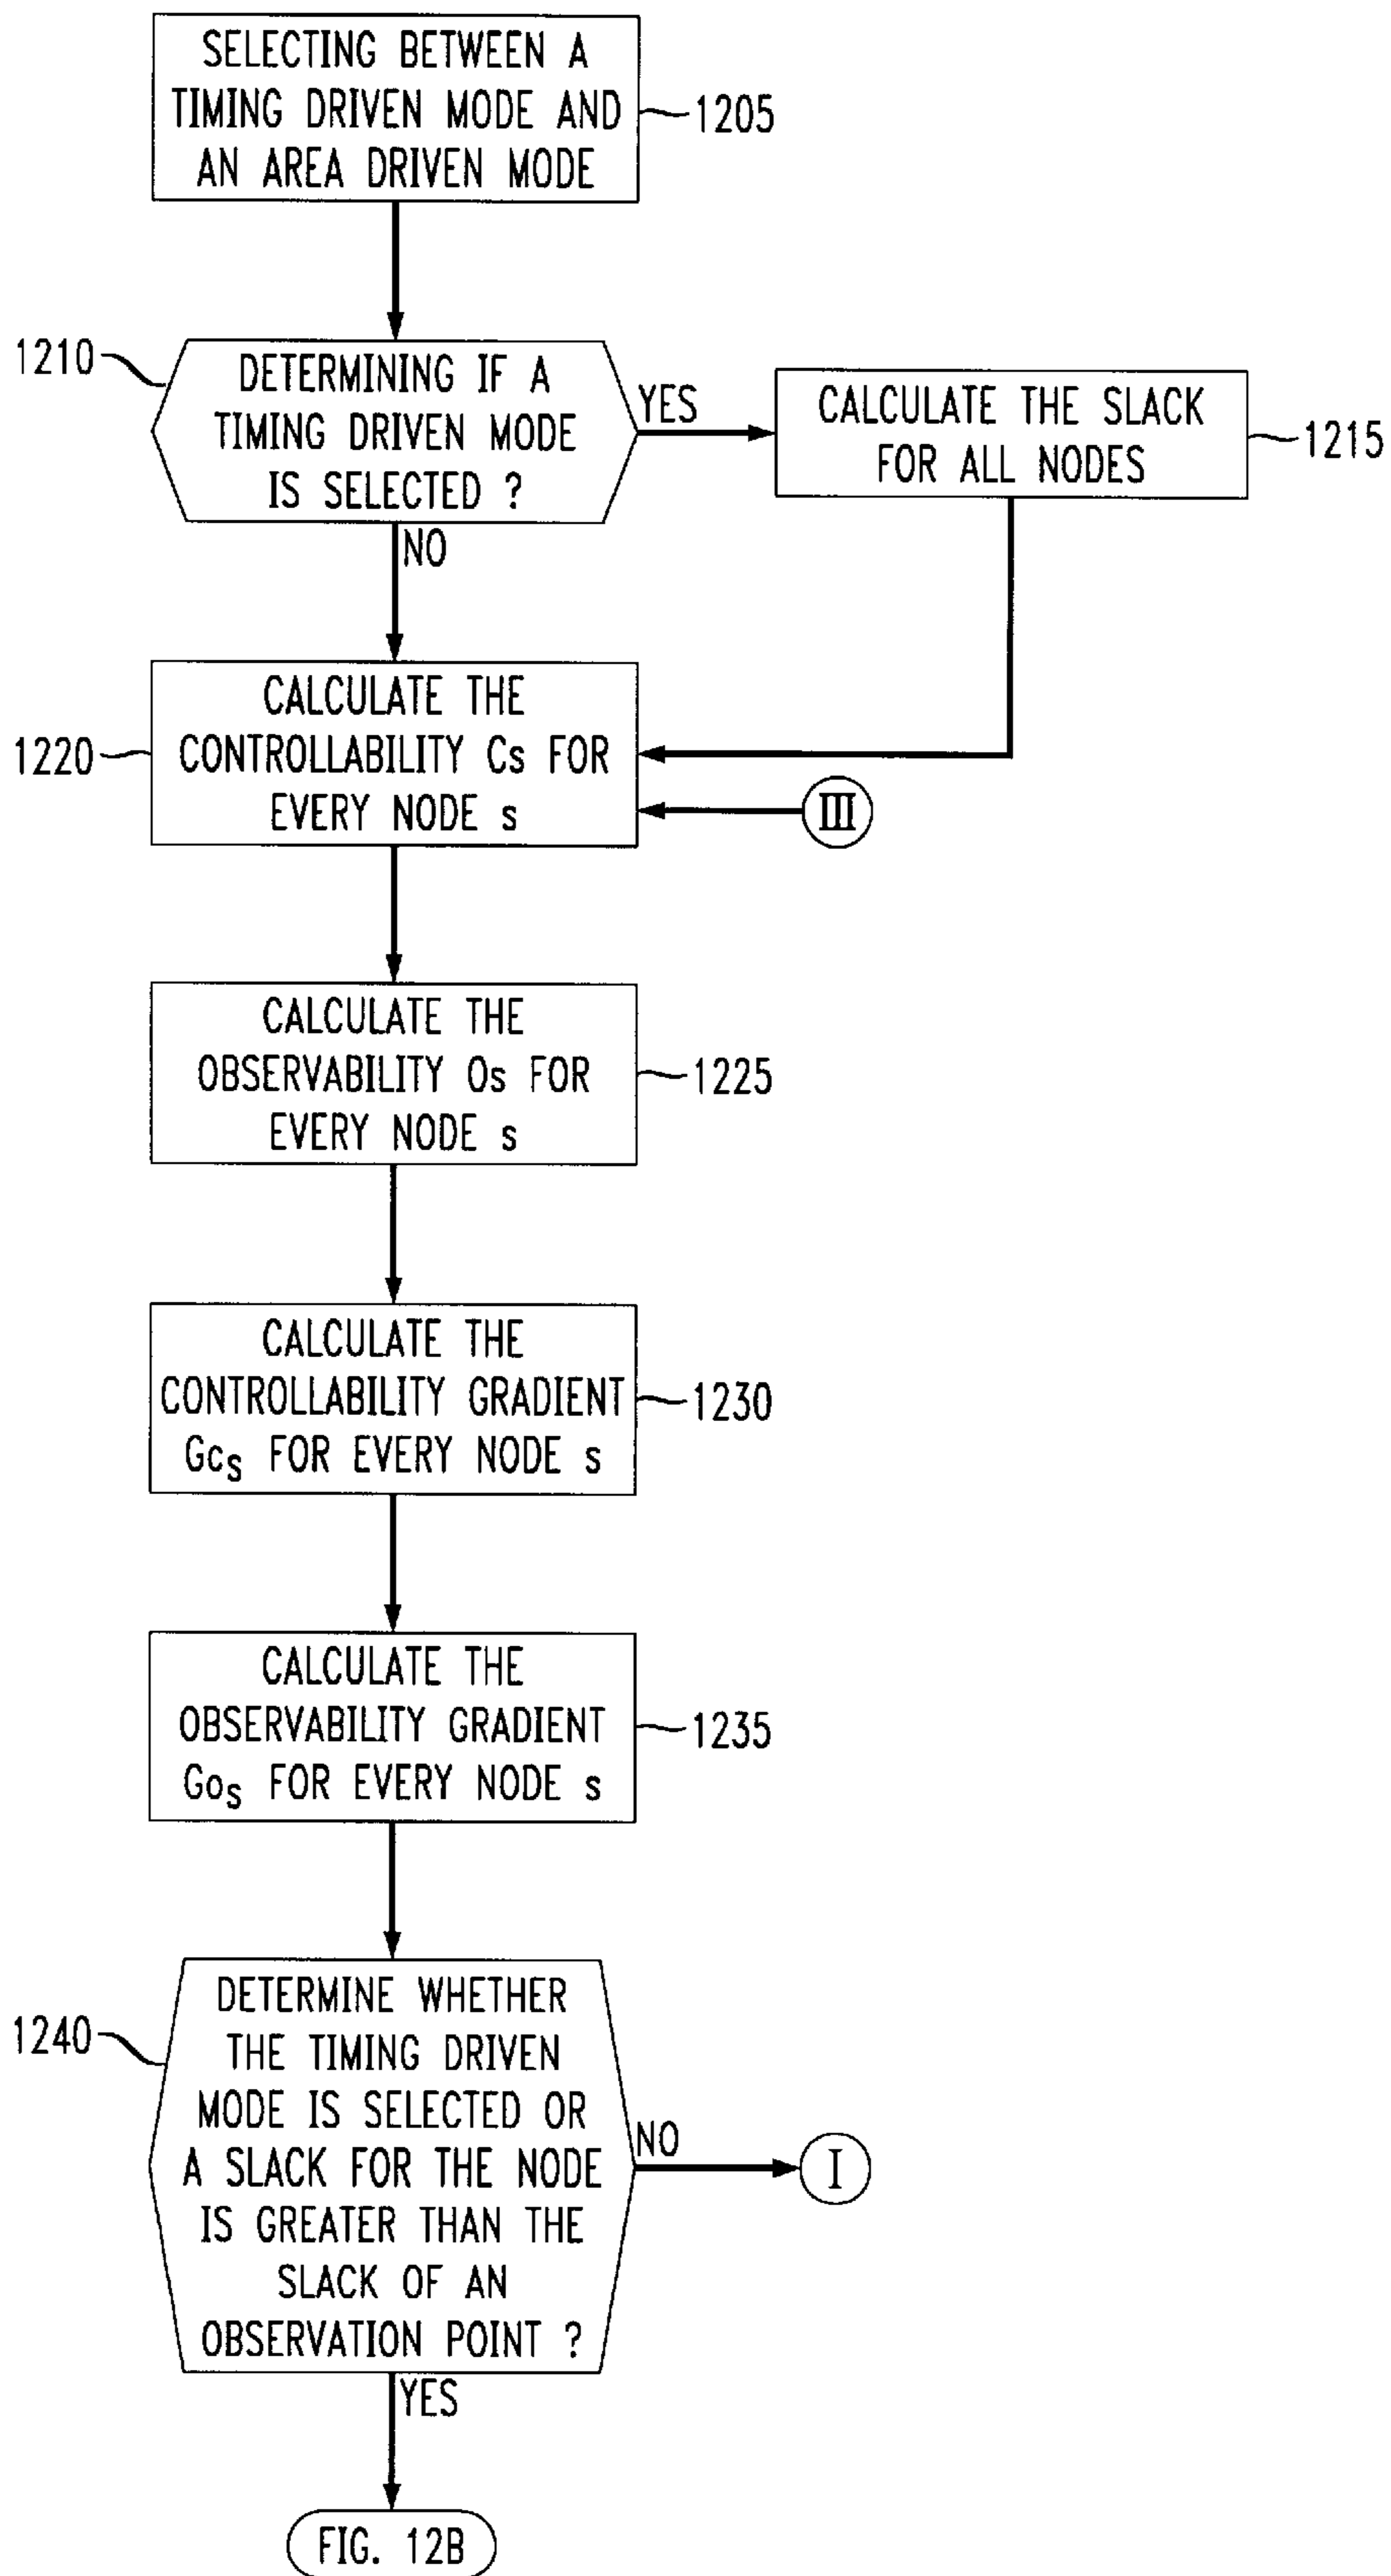 SELECTING BETWEEN A
TIMING DRIVEN MODE AND
AN AREA DRIVEN MODE
1205
1210
DETERMINING IF A
TIMING DRIVEN MODE
IS SELECTED ?
YES
NO
CALCULATE THE SLACK
FOR ALL NODES
1215
1220
CALCULATE THE
CONTROLLABILITY Cs FOR
EVERY NODE s
III
CALCULATE THE
OBSERVABILITY Os FOR
EVERY NODE s
1225
CALCULATE THE
CONTROLLABILITY GRADIENT
Gcs FOR EVERY NODE s
1230
CALCULATE THE
OBSERVABILITY GRADIENT
Gos FOR EVERY NODE s
1235
1240
DETERMINE WHETHER
THE TIMING DRIVEN
MODE IS SELECTED OR
A SLACK FOR THE NODE
IS GREATER THAN THE
SLACK OF AN
OBSERVATION POINT ?
NO
I
YES
FIG. 12B